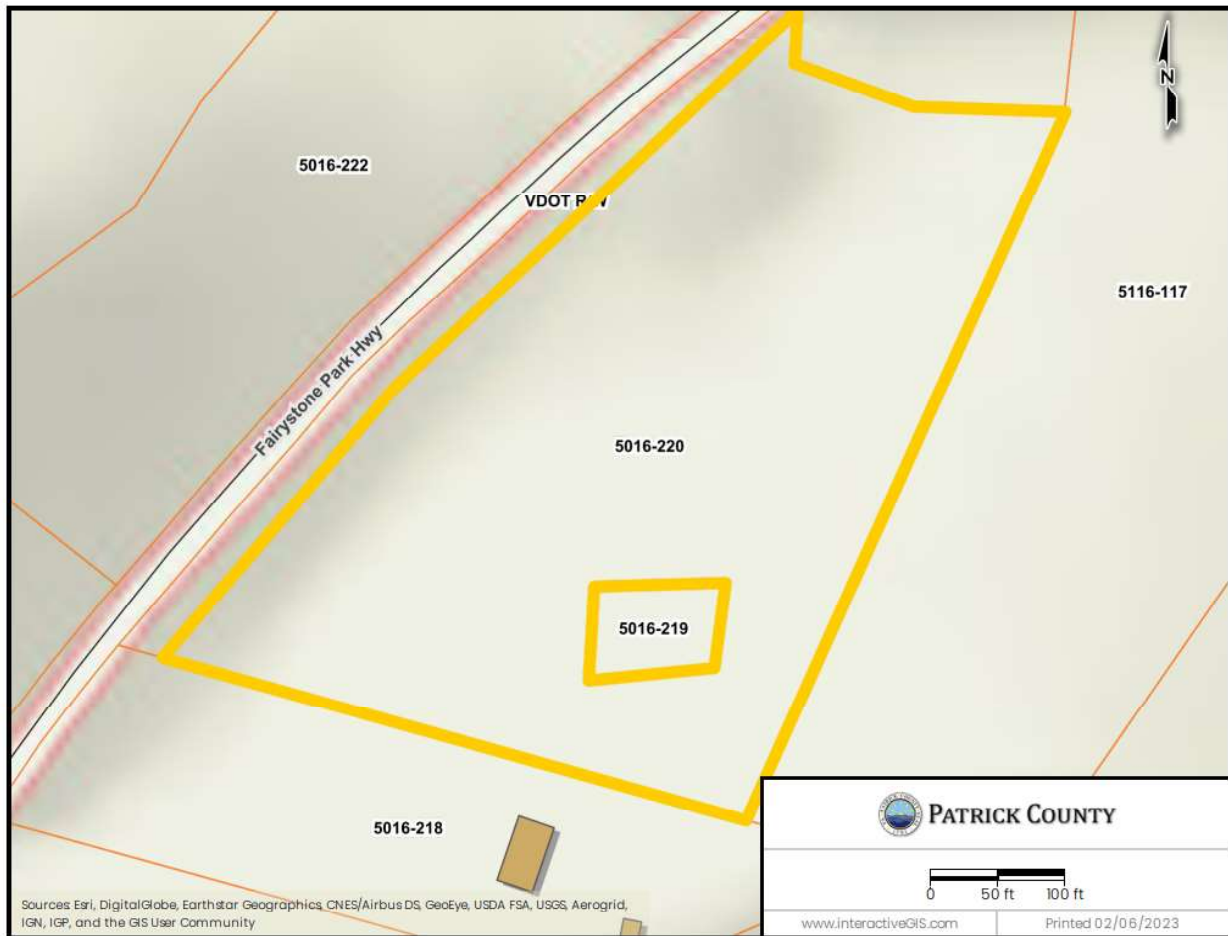 N
5016-222
VDOT R/W
5116-117
Fairystone Park Hwy
5016-220
5016-219
5016-218
PATRICK COUNTY
0 50 ft 100 ft
Sources: Esri, DigitalGlobe, Earthstar Geographics, CNES/Airbus DS, GeoEye, USDA FSA, USGS, Aerogrid,
IGN, IGP, and the GIS User Community
www.interactiveGIS.com Printed 02/06/2023